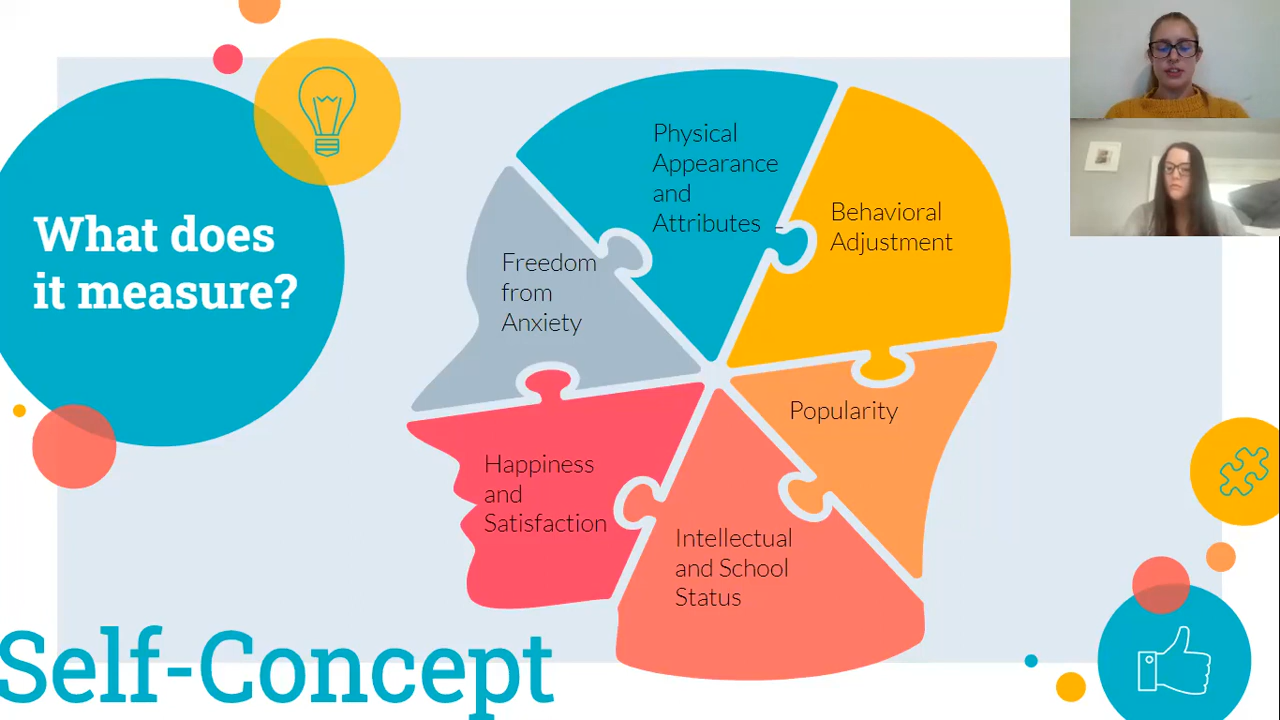 What does
it measure?
Physical
Appearance
and
Attributes
Behavioral
Adjustment
Freedom
from
Anxiety
Popularity
Happiness
and
Satisfaction
Intellectual
and School
Status
Self-Concept